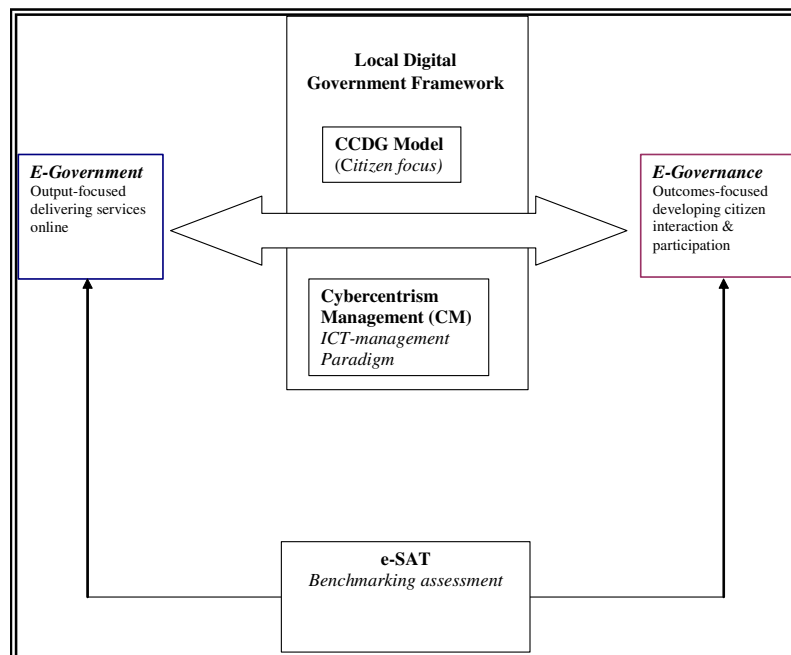 Local Digital
Government Framework
CCDG Model
(Citizen focus)
E-Government
Output-focused
delivering services
online
E-Governance
Outcomes-focused
developing citizen
interaction &
participation
Cybercentrism
Management (CM)
ICT-management
Paradigm
e-SAT
Benchmarking assessment